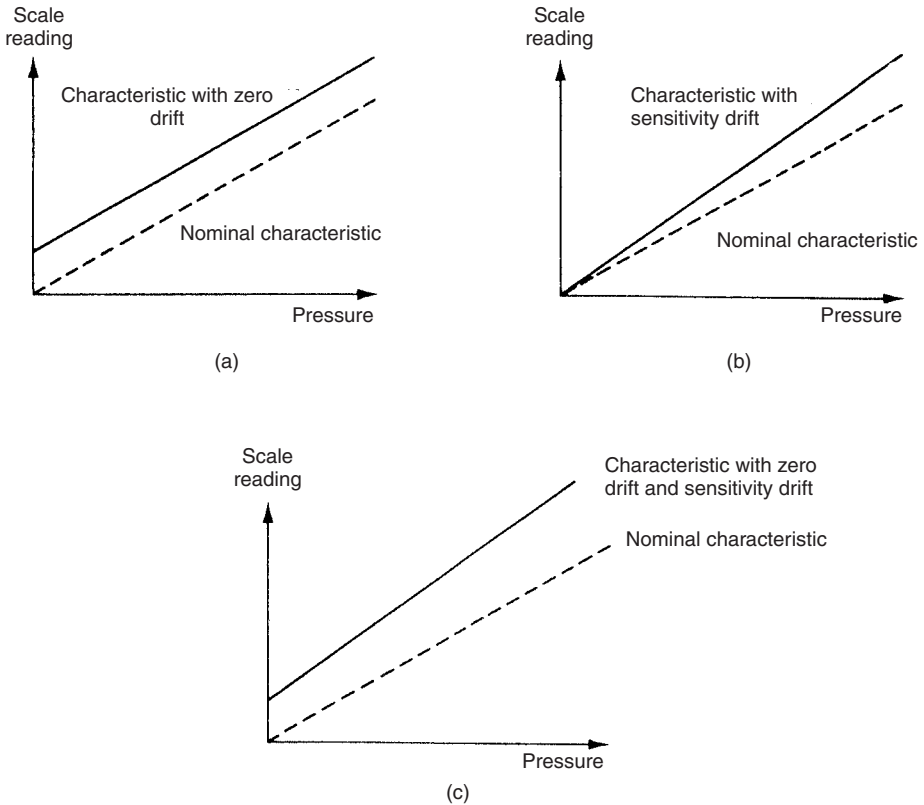 Scale
reading
Characteristic with zero
drift
Nominal characteristic
Pressure
(a)
Scale
reading
Characteristic with
sensitivity drift
Nominal characteristic
Pressure
(b)
Scale
reading
Characteristic with zero
drift and sensitivity drift
Nominal characteristic
Pressure
(c)